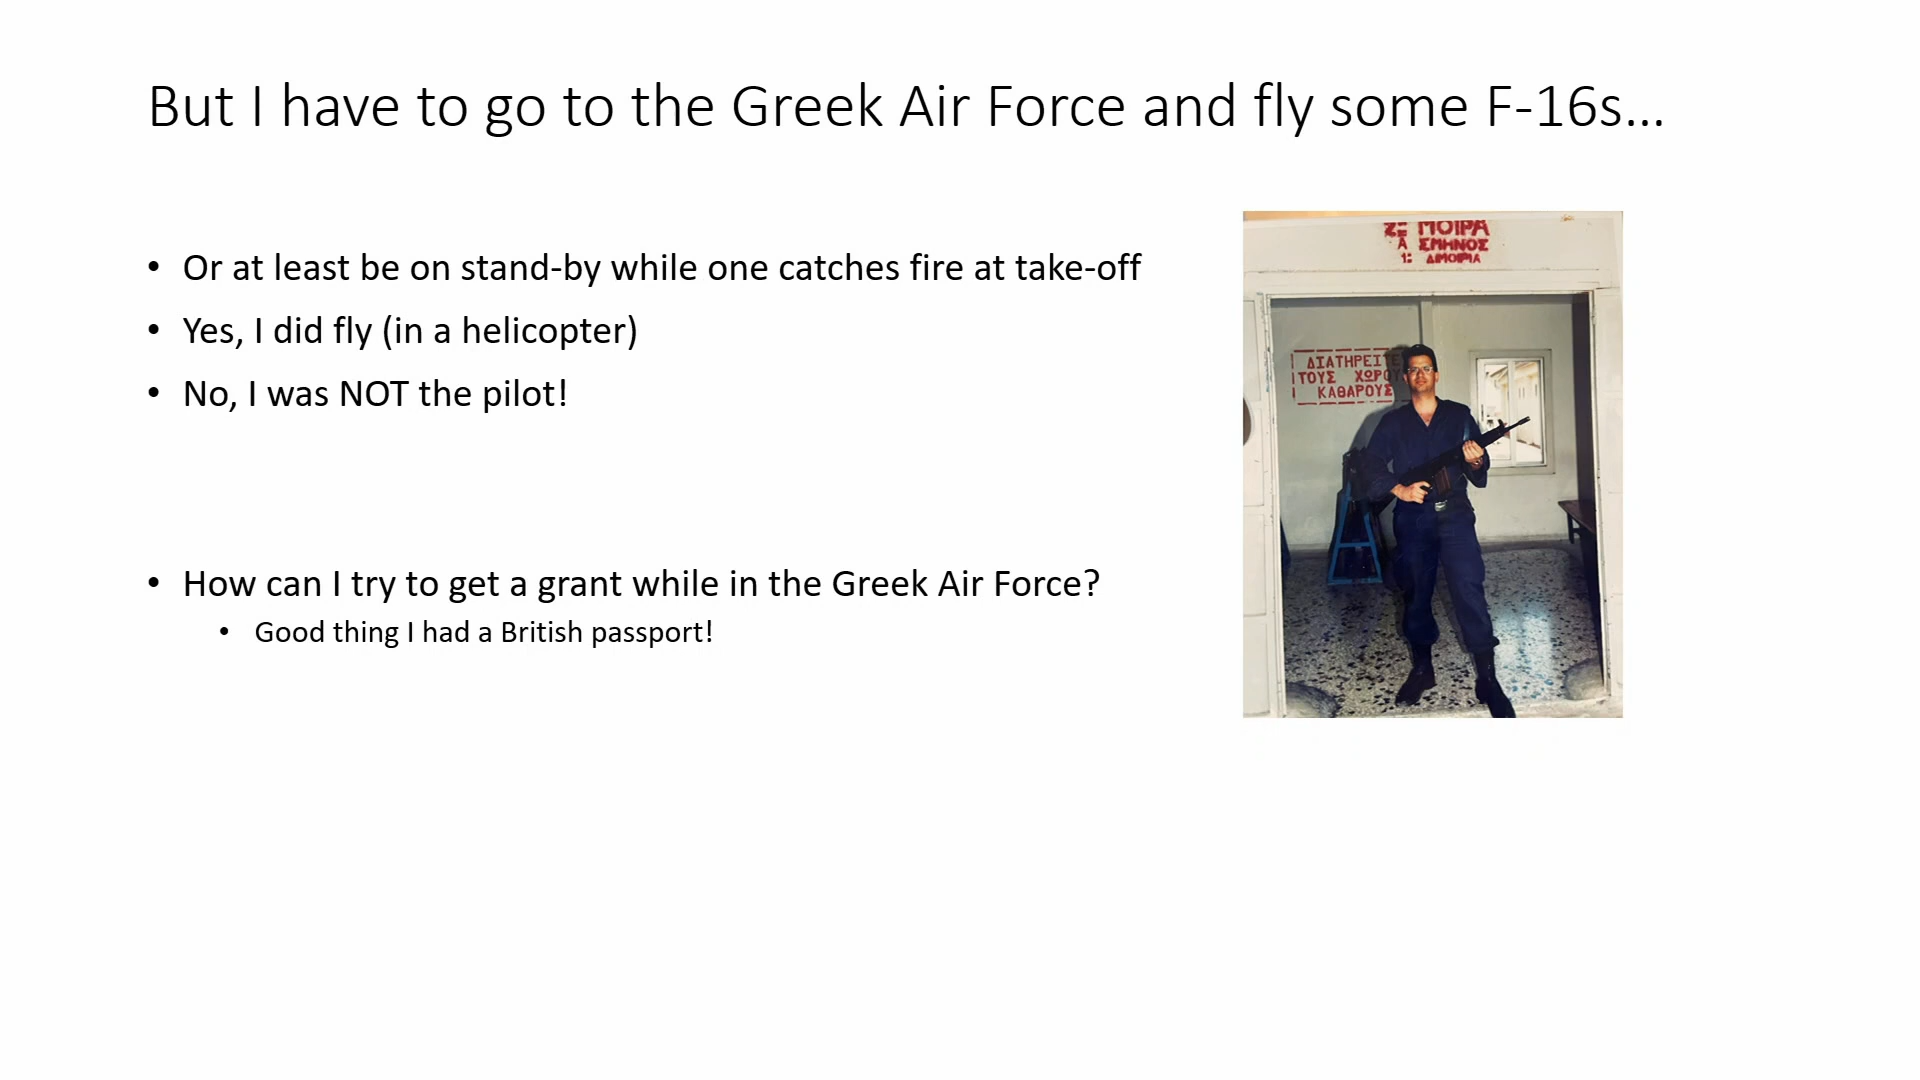 But I have to go to the Greek Air Force and fly some F-16s...
• Or at least be on stand-by while one catches fire at take-off
• Yes, I did fly (in a helicopter)
• No, I was NOT the pilot!
• How can I try to get a grant while in the Greek Air Force?
• Good thing I had a British passport!
ΜΟΙΡΑ
Α ΣΜΗΝΟΣ
ΔΙΜΟΙΡΙΑ
ΔΙΑΤΗΡΕΙΤΕ
ΤΟΥΣ ΧΩΡΟΥΣ
ΚΑΘΑΡΟΥΣ